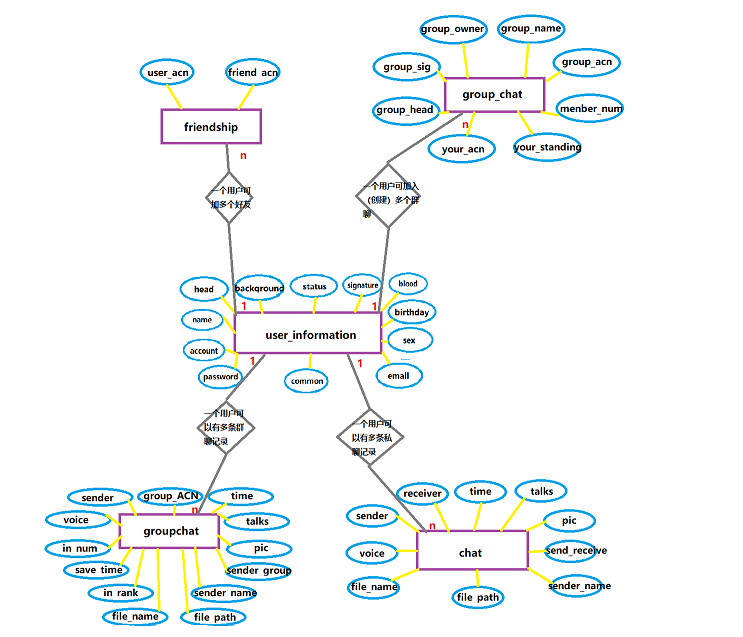 group_owner
group_name
group_sig
group_acn
user_acn
friend_acn
group_chat
group_head
menber_num
friendship
n
your_acn
your_standing
n
一个用户可
加多个好友
一个用户可加入
(创建)多个群
聊
head
background
status
signature
blood
1
1
birthday
name
user_information
sex
account
1
1
password
common
email
一个用户可
以有多条群
聊记录
一个用户可
以有多条私
聊记录
sender
group_ACN
time
n
voice
groupchat
talks
in_num
pic
save_time
sender_group
in_rank
sender_name
file_name
file_path
receiver
time
talks
sender
n
pic
voice
chat
send_receive
file_name
sender_name
file_path